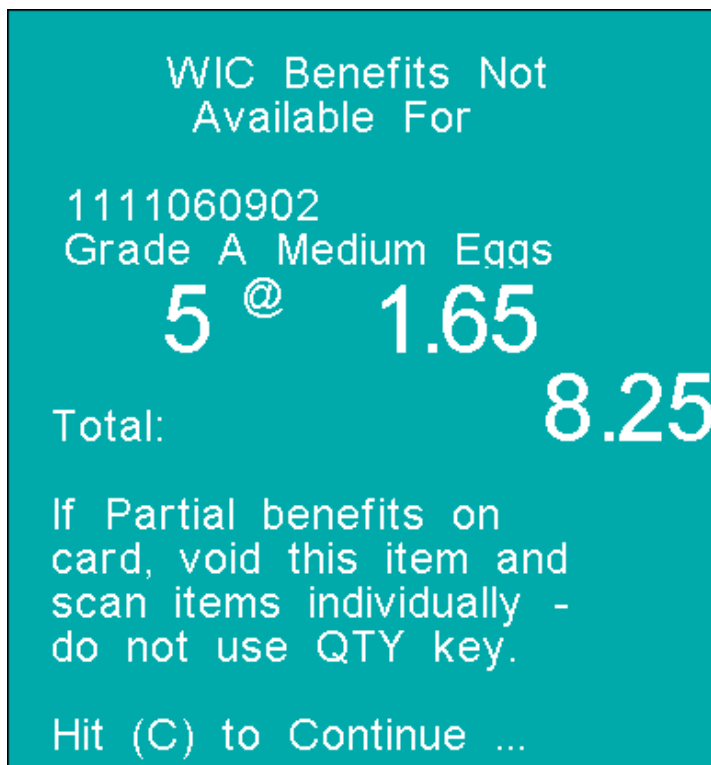 WIC Benefits Not
Available For
1111060902
Grade A Medium Eggs
5 @ 1.65
Total: 8.25
If Partial benefits on
card, void this item and
scan items individually -
do not use QTY key.
Hit (C) to Continue ...